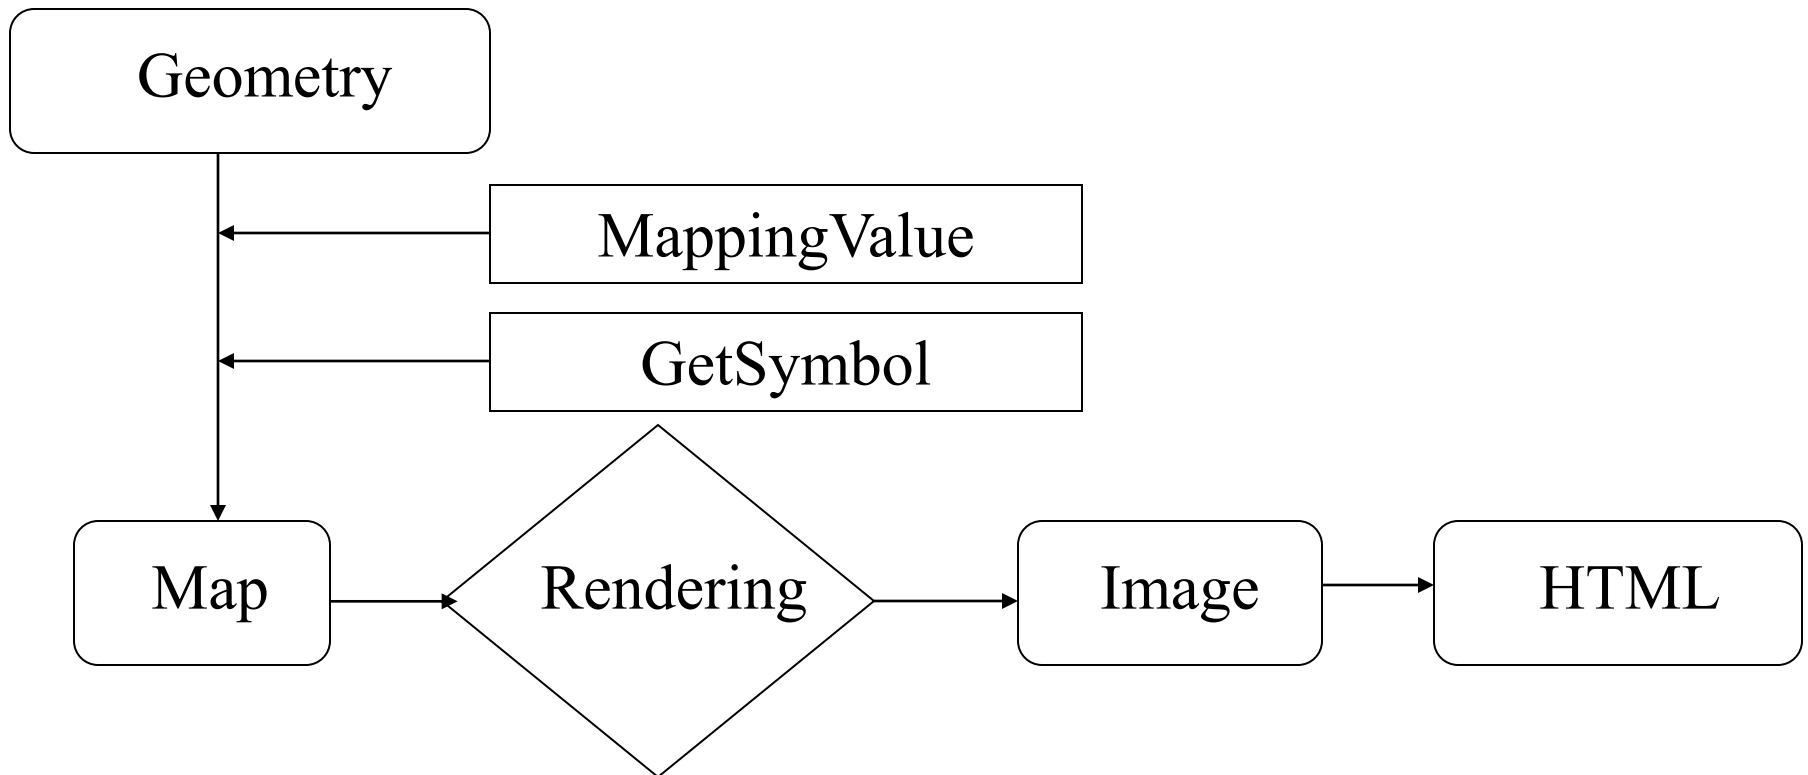 Geometry
MappingValue
GetSymbol
Map
Rendering
Image
HTML